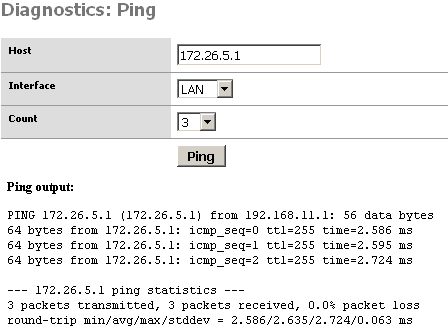 Diagnostics: Ping
Host
172.26.5.1
Interface
LAN
Count
3
Ping
Ping output:
PING 172.26.5.1 (172.26.5.1) from 192.168.11.1: 56 data bytes
64 bytes from 172.26.5.1: icmp_seq=0 ttl=255 time=2.586 ms
64 bytes from 172.26.5.1: icmp_seq=1 ttl=255 time=2.595 ms
64 bytes from 172.26.5.1: icmp_seq=2 ttl=255 time=2.724 ms
--- 172.26.5.1 ping statistics ---
3 packets transmitted, 3 packets received, 0.0% packet loss
round-trip min/avg/max/stddev = 2.586/2.635/2.724/0.063 ms